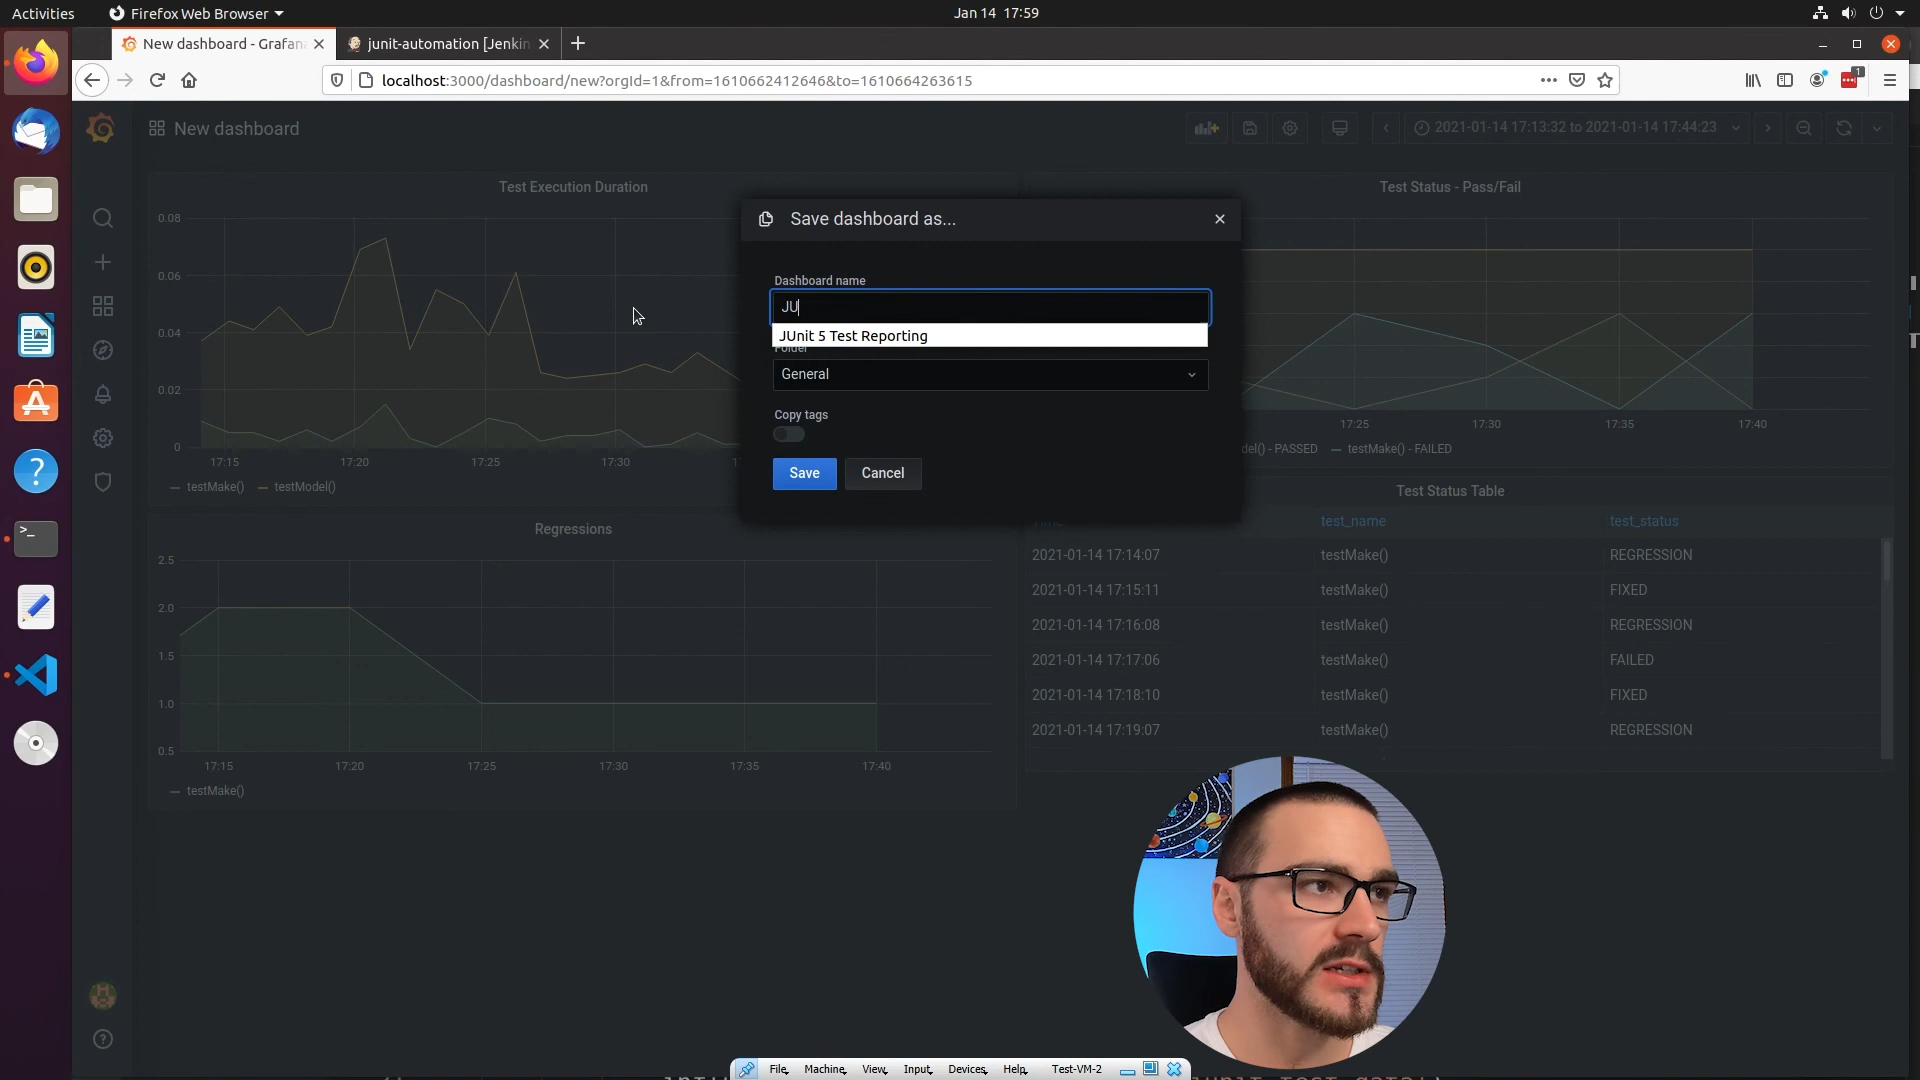 Activities
Firefox Web Browser
Jan 14 17:59
New dashboard - Grafana
junit-automation [Jenkin
localhost:3000/dashboard/new?orgId=1&from=1610662412646&to=1610664263615
1
New dashboard
2021-01-14 17:13:32 to 2021-01-14 17:44:23
Test Execution Duration
0.08
0.06
0.04
0.02
0
17:15
17:20
17:25
17:30
testMake()
testModel()
Save dashboard as...
Dashboard name
JU
JUnit 5 Test Reporting
General
Copy tags
Save
Cancel
Test Status - Pass/Fail
17:25
17:30
17:35
17:40
del() - PASSED
testMake() - FAILED
Regressions
2.5
2.0
1.5
1.0
0.5
17:15
17:20
17:25
17:30
17:35
17:40
testMake()
Test Status Table
test_name
test_status
2021-01-14 17:14:07 testMake() REGRESSION
2021-01-14 17:15:11 testMake() FIXED
2021-01-14 17:16:08 testMake() REGRESSION
2021-01-14 17:17:06 testMake() FAILED
2021-01-14 17:18:10 testMake() FIXED
2021-01-14 17:19:07 testMake() REGRESSION
File Machine View Input Devices Help Test-VM-2